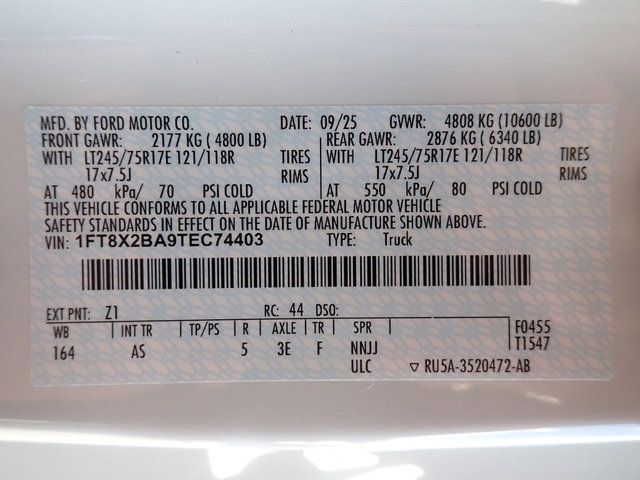 MFD. BY FORD MOTOR CO. DATE: 09/25 GVWR: 4808 KG (10600 LB)
FRONT GAWR: 2177 KG ( 4800 LB) REAR GAWR: 2876 KG ( 6340 LB)
WITH LT245/75R17E 121/118R TIRES WITH LT245/75R17E 121/118R TIRES
17x7.5J RIMS 17x7.5J RIMS
AT 480 kPa/ 70 PSI COLD AT 550 kPa/ 80 PSI COLD
THIS VEHICLE CONFORMS TO ALL APPLICABLE FEDERAL MOTOR VEHICLE
SAFETY STANDARDS IN EFFECT ON THE DATE OF MANUFACTURE SHOWN ABOVE.
VIN: 1FT8X2BA9TEC74403 TYPE: Truck
EXT PNT: Z1 RC: 44 DSO:
WB INT TR TP/PS R AXLE TR SPR F0455
164 AS 5 3E F NNJJ T1547
ULC ▽ RU5A-3520472-AB